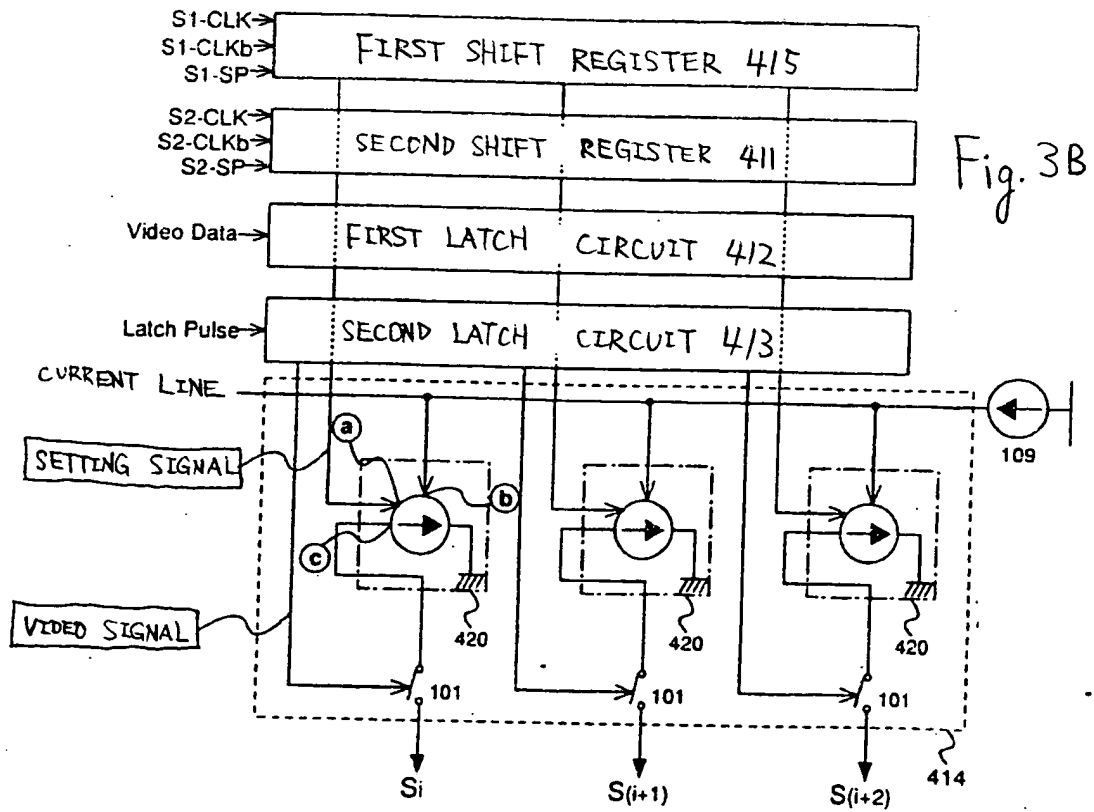 S1-CLK
S1-CLKb
S1-SP
FIRST SHIFT REGISTER 415
S2-CLK
S2-CLKb
S2-SP
SECOND SHIFT REGISTER 411
Fig. 3B
Video Data
FIRST LATCH CIRCUIT 412
Latch Pulse
SECOND LATCH CIRCUIT 413
CURRENT LINE
109
SETTING SIGNAL
a
b
c
420
420
420
VIDEO SIGNAL
101
101
101
414
Si
S(i+1)
S(i+2)